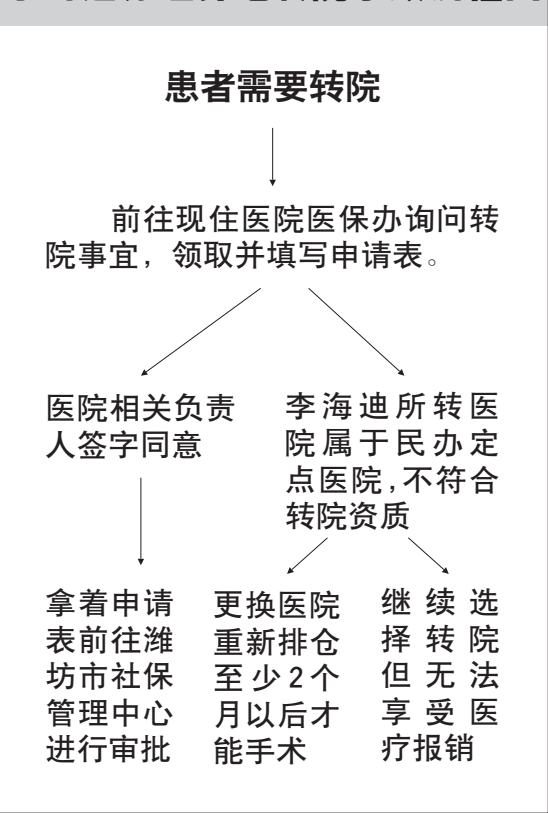 患者需要转院
前往现住医院医保办询问转
院事宜，领取并填写申请表。
医院相关负责
人签字同意
李海迪所转医
院属于民办定
点医院,不符合
转院资质
拿着申请
表前往潍
坊市社保
管理中心
进行审批
更换医院
重新排仓
至少2个
月以后才
能手术
继续选
择转院
但无法
享受医
疗报销